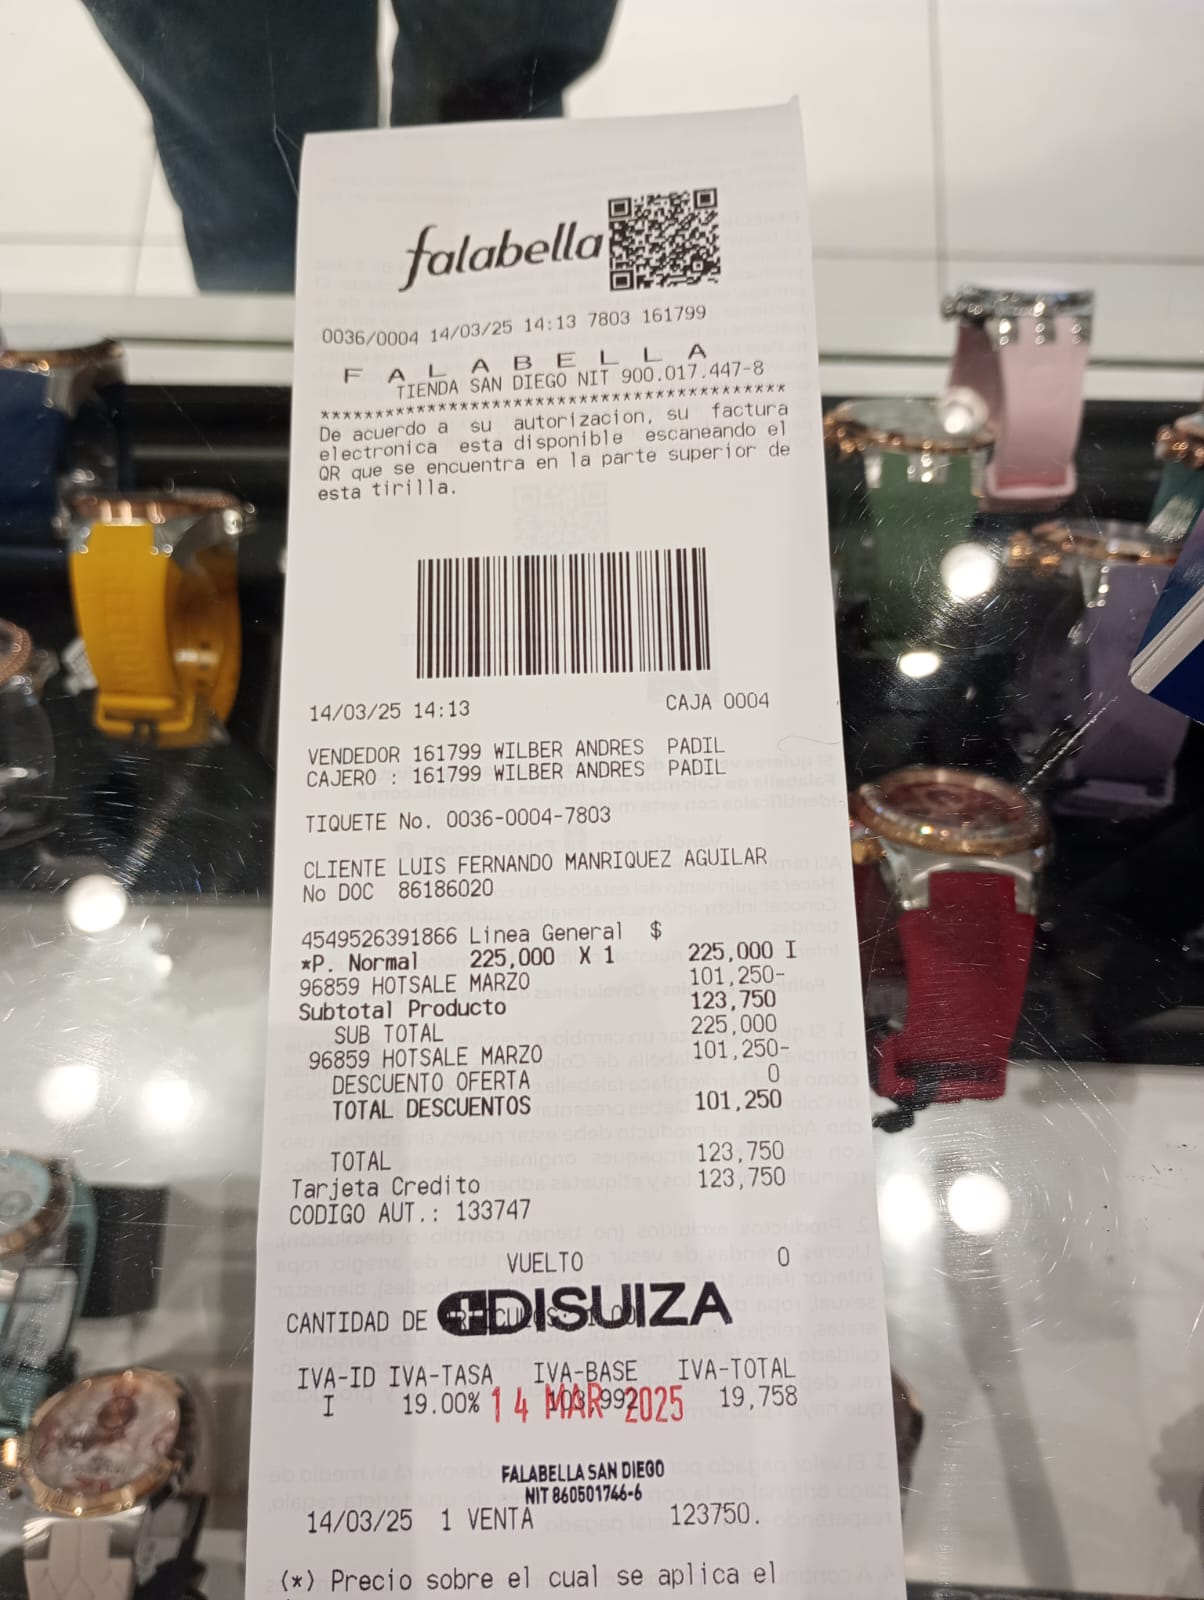 falabella
0036/0004 14/03/25 14:13 7803 161799
F A L A B E L L A
TIENDA SAN DIEGO NIT 900.017.447-8
******************************************
De acuerdo a su autorizacion, su factura
electronica esta disponible escaneando el
QR que se encuentra en la parte superior de
esta tirilla.
14/03/25 14:13 CAJA 0004
VENDEDOR 161799 WILBER ANDRES PADIL
CAJERO : 161799 WILBER ANDRES PADIL
TIQUETE No. 0036-0004-7803
CLIENTE LUIS FERNANDO MANRIQUEZ AGUILAR
No DOC 86186020
4549526391866 Linea General $
*P. Normal 225,000 X 1 225,000 I
96859 HOTSALE MARZO 101,250-
Subtotal Producto 123,750
SUB TOTAL 225,000
96859 HOTSALE MARZO 101,250-
DESCUENTO OFERTA 0
TOTAL DESCUENTOS 101,250
TOTAL 123,750
Tarjeta Credito 123,750
CODIGO AUT.: 133747
VUELTO 0
DISUIZA
CANTIDAD DE
IVA-ID IVA-TASA IVA-BASE IVA-TOTAL
I 19.00% 103,992 19,758
14 MAR 2025
FALABELLA SAN DIEGO
NIT 860501746-6
14/03/25 1 VENTA 123750.
(*) Precio sobre el cual se aplica el